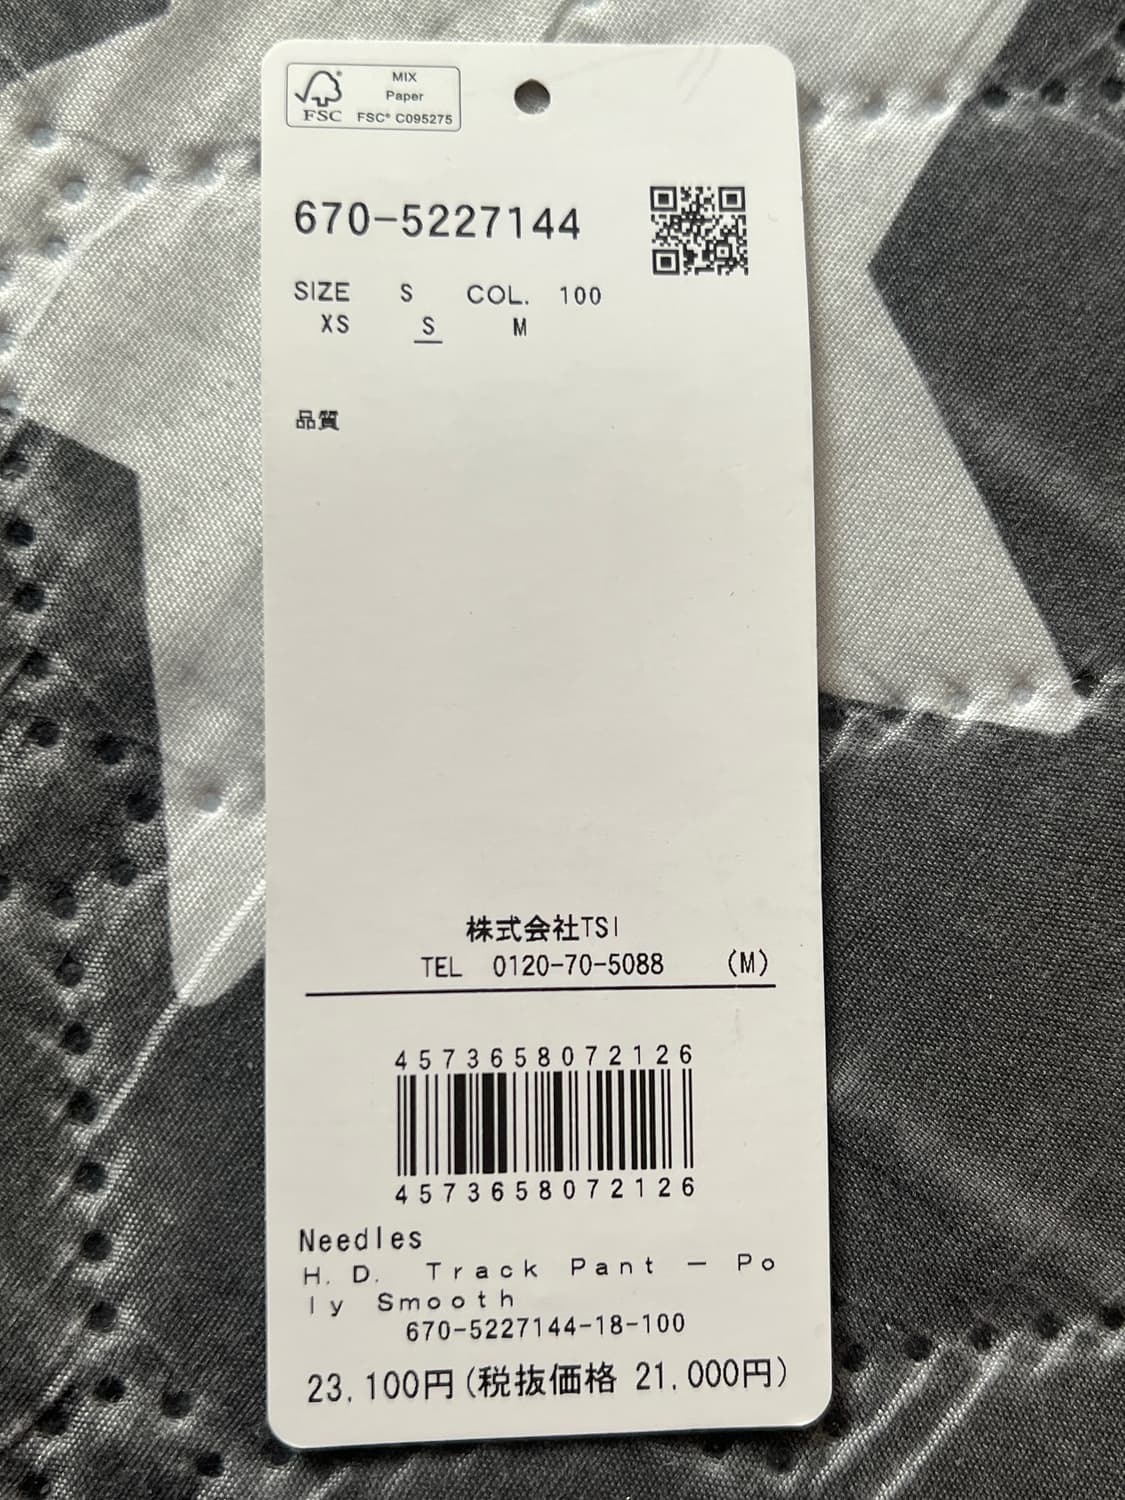 MIX
Paper
FSC FSC® C095275
670-5227144
SIZE S COL. 100
XS S M
品質
株式会社TSI
TEL 0120-70-5088 (M)
4573658072126
4573658072126
Needles
H. D. Track Pant - Po
ly Smooth
670-5227144-18-100
23,100円(税抜価格 21,000円)